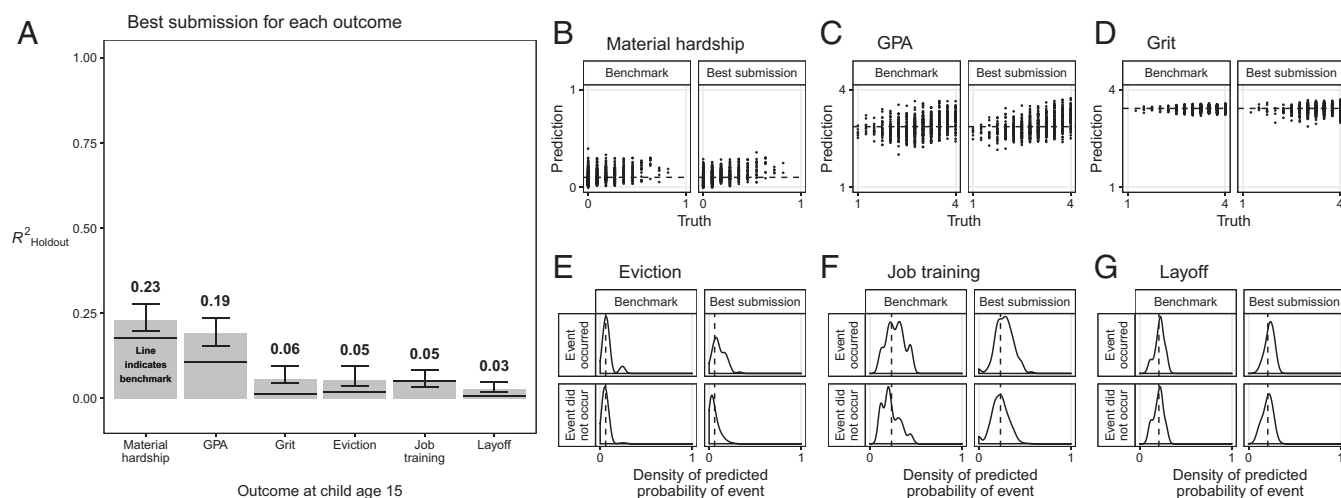 A
Best submission for each outcome
1.00
0.75
R²Holdout
0.50
0.25
0.00
0.23
0.19
0.06
0.05
0.05
0.03
Line
indicates
benchmark
Material
hardship
GPA
Grit
Eviction
Job
training
Layoff
Outcome at child age 15
B
Material hardship
Benchmark
Best submission
Prediction
1
0
0
1
0
1
Truth
C
GPA
Benchmark
Best submission
Prediction
4
1
1
4
1
4
Truth
D
Grit
Benchmark
Best submission
Prediction
4
1
1
4
1
4
Truth
E
Eviction
Benchmark
Best submission
Event
occurred
Event did
not occur
0
1
0
1
Density of predicted
probability of event
F
Job training
Benchmark
Best submission
Event
occurred
Event did
not occur
0
1
0
1
Density of predicted
probability of event
G
Layoff
Benchmark
Best submission
Event
occurred
Event did
not occur
0
1
0
1
Density of predicted
probability of event